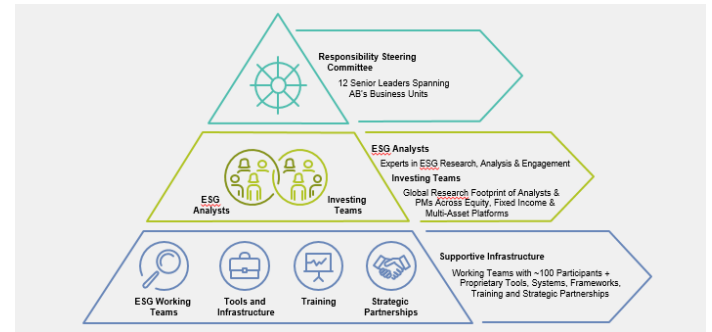 Responsibility Steering
Committee
12 Senior Leaders Spanning
AB's Business Units
ESG Analysts
Experts in ESG Research, Analysis & Engagement
Investing Teams
Global Research Footprint of Analysts &
PMs Across Equity, Fixed Income &
Multi-Asset Platforms
ESG
Analysts
Investing
Teams
Supportive Infrastructure
Working Teams with ~100 Participants +
Proprietary Tools, Systems, Frameworks,
Training and Strategic Partnerships
ESG Working
Teams
Tools and
Infrastructure
Training
Strategic
Partnerships